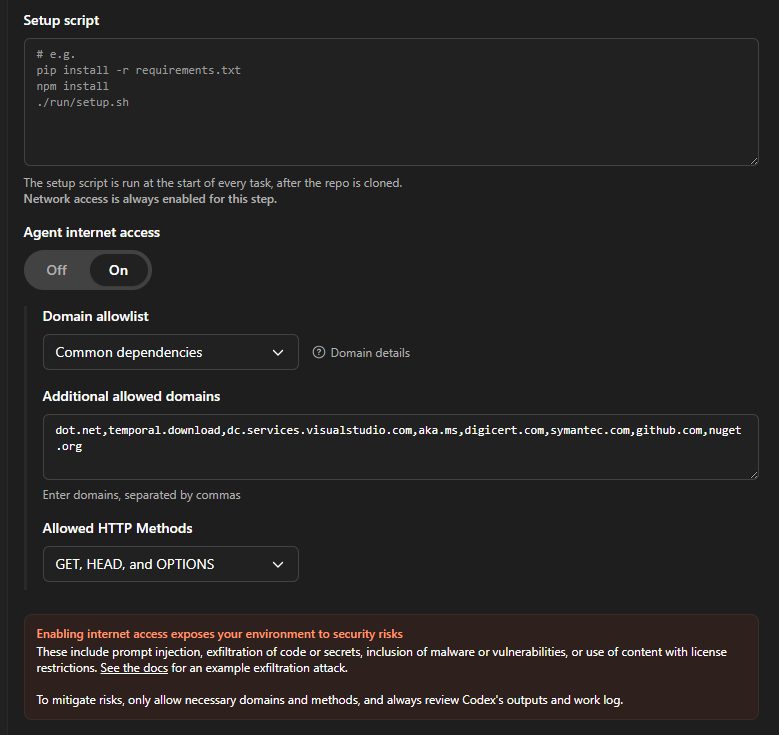 Setup script
# e.g.
pip install -r requirements.txt
npm install
./run/setup.sh
The setup script is run at the start of every task, after the repo is cloned.
Network access is always enabled for this step.
Agent internet access
Off On
Domain allowlist
Common dependencies
? Domain details
Additional allowed domains
dot.net,temporal.download,dc.services.visualstudio.com,aka.ms,digicert.com,symantec.com,github.com,nuget
.org
Enter domains, separated by commas
Allowed HTTP Methods
GET, HEAD, and OPTIONS
Enabling internet access exposes your environment to security risks
These include prompt injection, exfiltration of code or secrets, inclusion of malware or vulnerabilities, or use of content with license
restrictions. See the docs for an example exfiltration attack.
To mitigate risks, only allow necessary domains and methods, and always review Codex's outputs and work log.